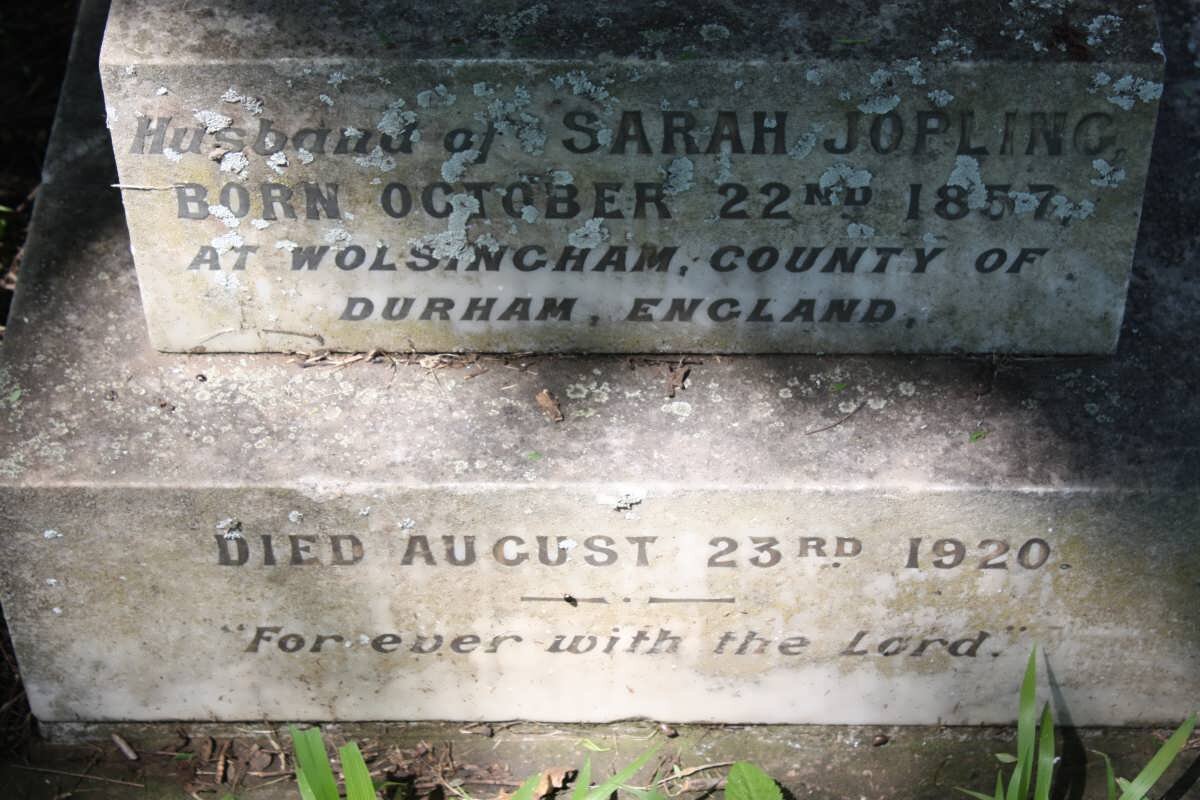 Husband of SARAH JOPLING,
BORN OCTOBER 22ND 1857
AT WOLSINGHAM, COUNTY OF
DURHAM, ENGLAND,
DIED AUGUST 23RD. 1920.
"For ever with the Lord."